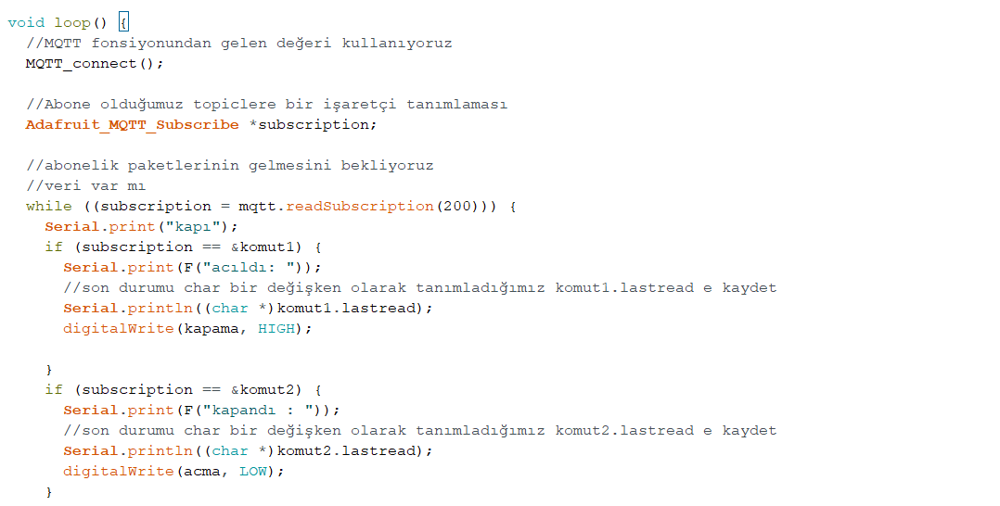 void loop() {
//MQTT fonsiyonundan gelen değeri kullanıyoruz
MQTT_connect();
//Abone olduğumuz topiclere bir işaretçi tanımlaması
Adafruit_MQTT_Subscribe *subscription;
//abonelik paketlerinin gelmesini bekliyoruz
//veri var mı
while ((subscription = mqtt.readSubscription(200))) {
Serial.print("kapı");
if (subscription == &komut1) {
Serial.print(F("acıldı: "));
//son durumu char bir değişken olarak tanımladığımız komut1.lastread e kaydet
Serial.println((char *)komut1.lastread);
digitalWrite(kapama, HIGH);
}
if (subscription == &komut2) {
Serial.print(F("kapandı : "));
//son durumu char bir değişken olarak tanımladığımız komut2.lastread e kaydet
Serial.println((char *)komut2.lastread);
digitalWrite(acma, LOW);
}